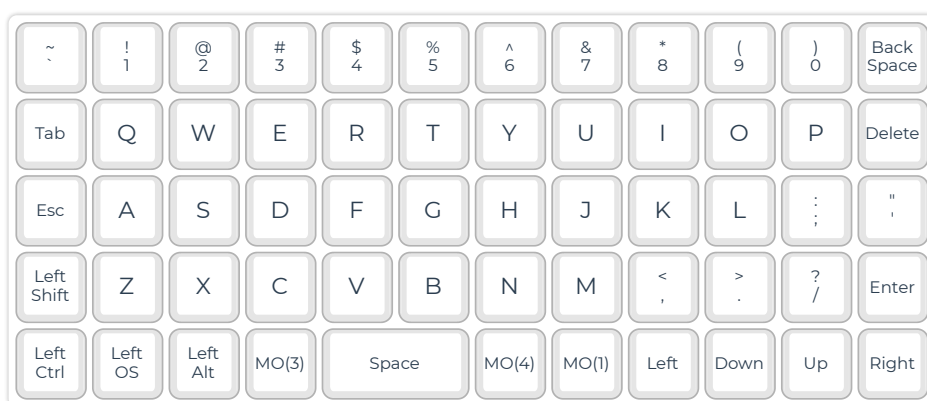 ~ ! @ # $ % ^ & * ( ) Back
` 1 2 3 4 5 6 7 8 9 0 Space
Tab Q W E R T Y U I O P Delete
Esc A S D F G H J K L : "
; '
Left Shift Z X C V B N M < > ? Enter
, . /
Left Ctrl Left OS Left Alt MO(3) Space MO(4) MO(1) Left Down Up Right